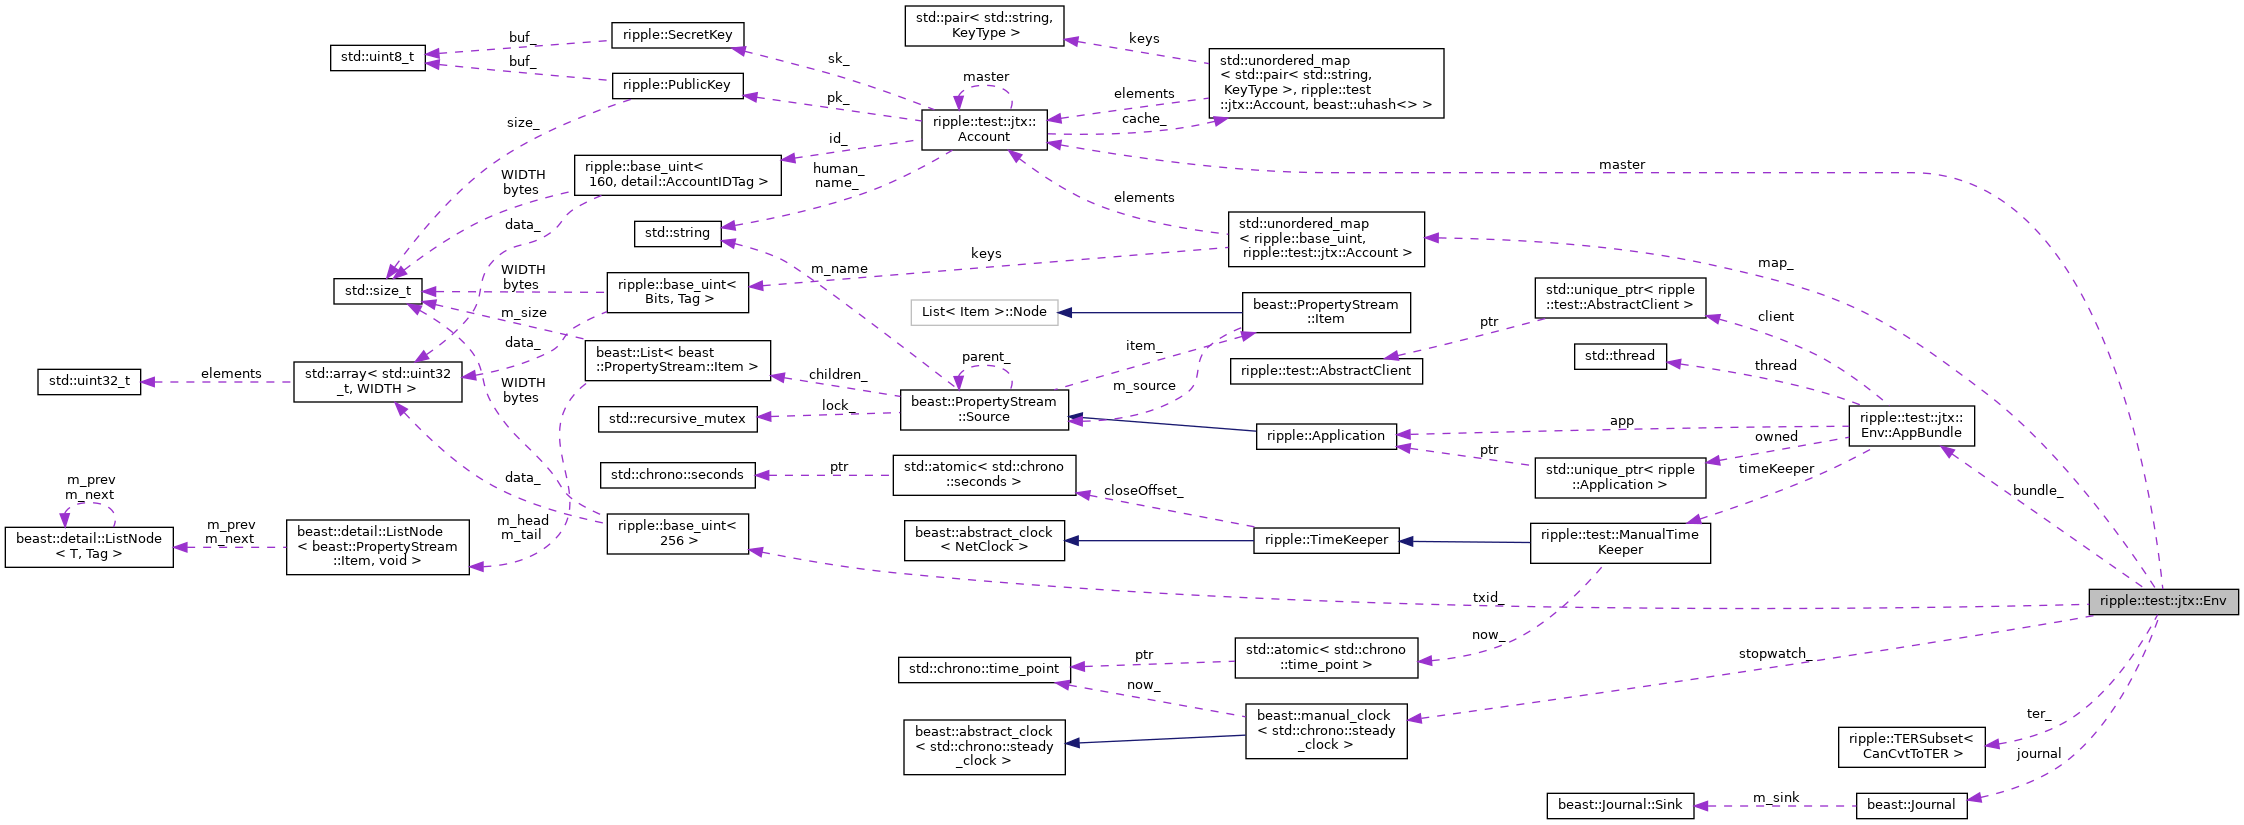 std::pair< std::string,
KeyType >
ripple::SecretKey
buf_
keys
std::uint8_t
sk_
std::unordered_map
< std::pair< std::string,
KeyType >, ripple::test
::jtx::Account, beast::uhash<> >
buf_
ripple::PublicKey
master
pk_
elements
cache_
size_
ripple::test::jtx::
Account
id_
master
ripple::base_uint<
160, detail::AccountIDTag >
WIDTH
bytes
human_
name_
elements
data_
std::string
std::unordered_map
< ripple::base_uint,
ripple::test::jtx::Account >
keys
map_
m_name
WIDTH
bytes
std::size_t
ripple::base_uint<
Bits, Tag >
std::unique_ptr< ripple
::test::AbstractClient >
List< Item >::Node
beast::PropertyStream
::Item
m_size
client
ptr
data_
item_
parent_
beast::List< beast
::PropertyStream::Item >
std::thread
thread
ripple::test::AbstractClient
elements
std::uint32_t
std::array< std::uint32
_t, WIDTH >
WIDTH
bytes
children_
m_source
lock_
std::recursive_mutex
beast::PropertyStream
::Source
ripple::Application
app
owned
ripple::test::jtx::
Env::AppBundle
ptr
timeKeeper
std::unique_ptr< ripple
::Application >
std::chrono::seconds
ptr
std::atomic< std::chrono
::seconds >
data_
closeOffset_
bundle_
m_prev
m_next
m_head
m_tail
m_prev
m_next
beast::detail::ListNode
< T, Tag >
beast::detail::ListNode
< beast::PropertyStream
::Item, void >
ripple::base_uint<
256 >
beast::abstract_clock
< NetClock >
ripple::TimeKeeper
ripple::test::ManualTime
Keeper
txid_
ripple::test::jtx::Env
now_
std::chrono::time_point
ptr
std::atomic< std::chrono
::time_point >
stopwatch_
now_
beast::manual_clock
< std::chrono::steady
_clock >
beast::abstract_clock
< std::chrono::steady
_clock >
ter_
ripple::TERSubset<
CanCvtToTER >
journal
beast::Journal::Sink
m_sink
beast::Journal